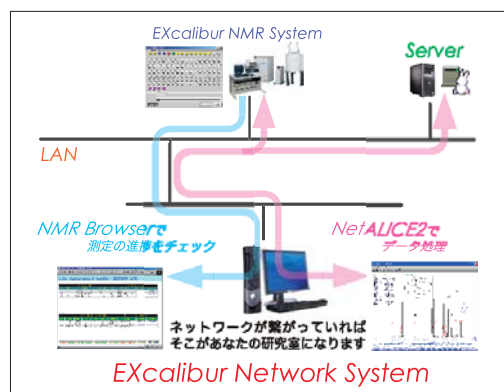 EXcalibur NMR System
Server
LAN
NMR Browserで
測定の進捗をチェック
NetALICE2で
データ処理
ネットワークが繋がっていれば
そこがあなたの研究室になります
EXcalibur Network System